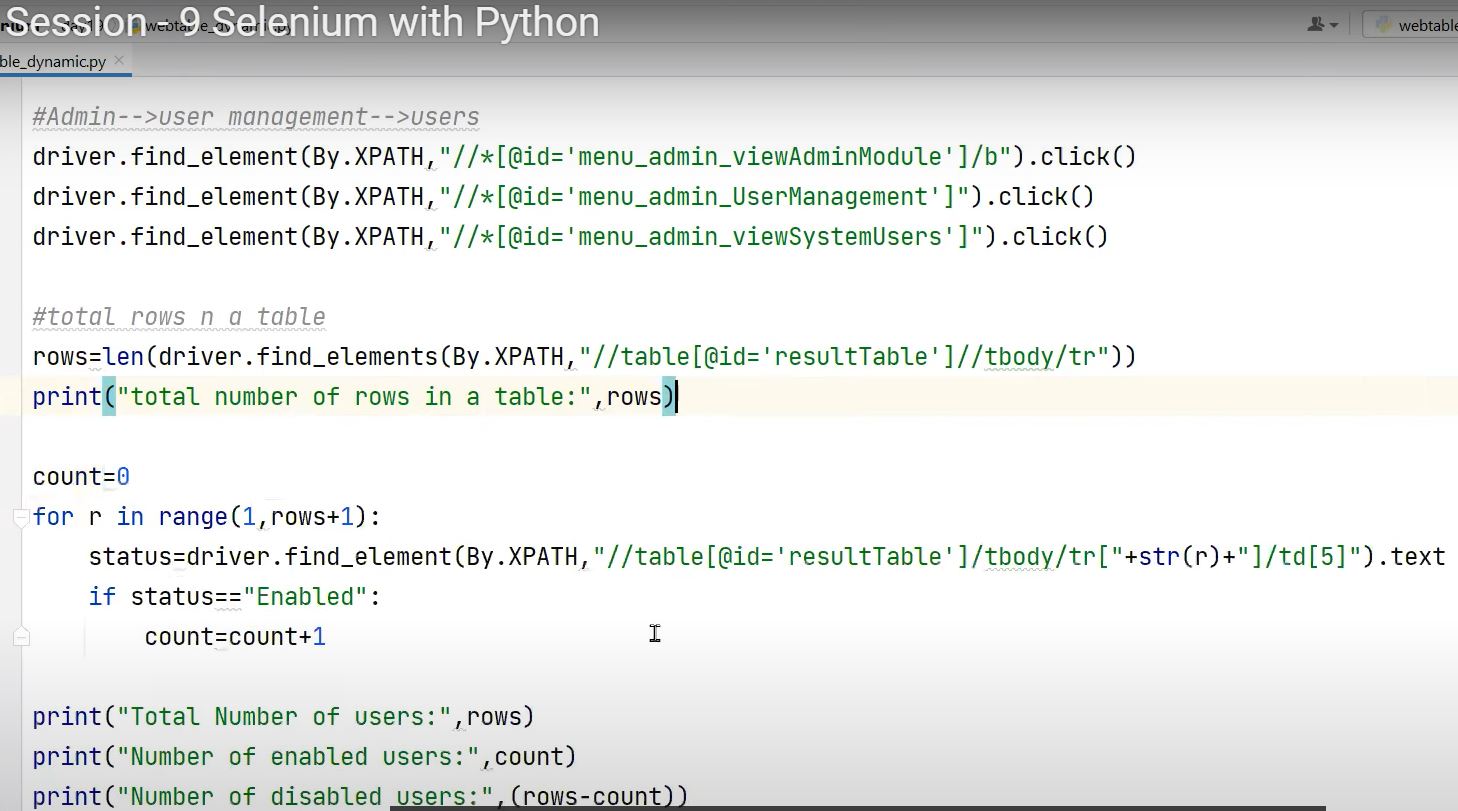 Session - 9 Selenium with Python
webtable
ble_dynamic.py
#Admin-->user management-->users
driver.find_element(By.XPATH,"//*[@id='menu_admin_viewAdminModule']/b").click()
driver.find_element(By.XPATH,"//*[@id='menu_admin_UserManagement']").click()
driver.find_element(By.XPATH,"//*[@id='menu_admin_viewSystemUsers']").click()
#total rows n a table
rows=len(driver.find_elements(By.XPATH,"//table[@id='resultTable']//tbody/tr"))
print("total number of rows in a table:",rows)
count=0
for r in range(1,rows+1):
    status=driver.find_element(By.XPATH,"//table[@id='resultTable']/tbody/tr["+str(r)+"]/td[5]").text
    if status=="Enabled":
        count=count+1
print("Total Number of users:",rows)
print("Number of enabled users:",count)
print("Number of disabled users:",(rows-count))